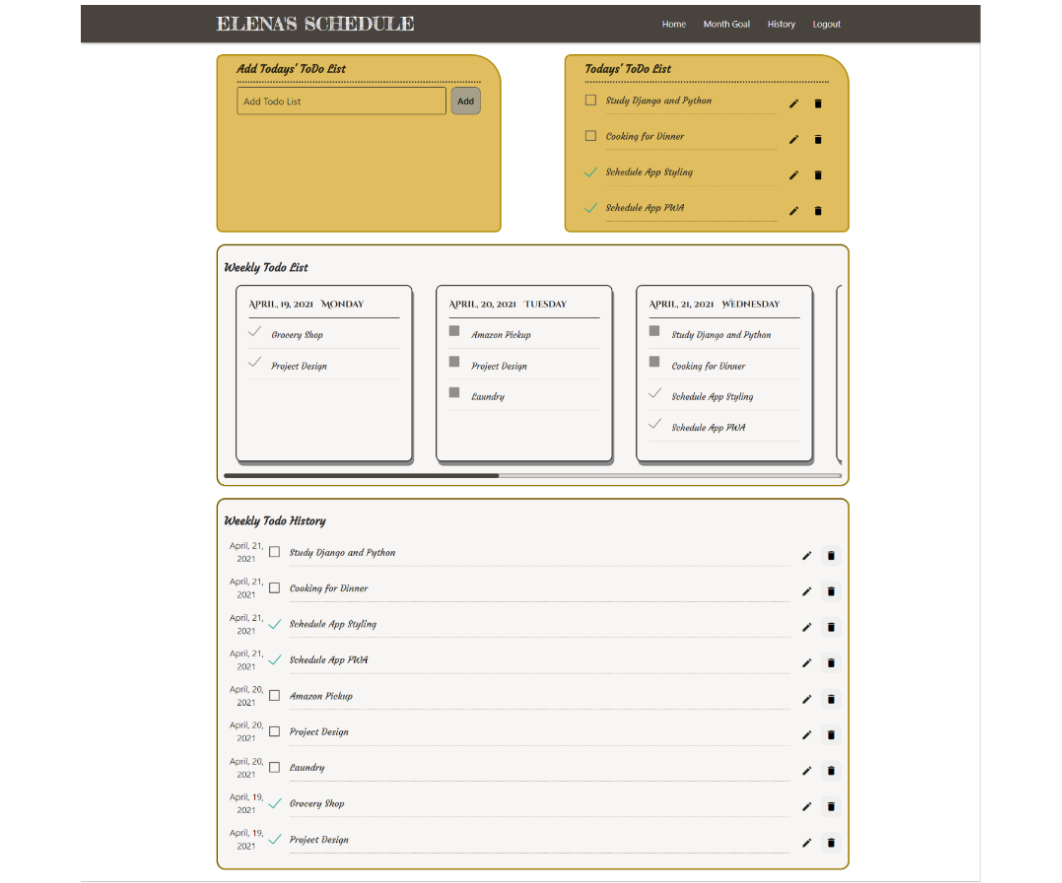 ELENA'S SCHEDULE
Home Month Goal History Logout
Add Todays' ToDo List
Add Todo List Add
Todays' ToDo List
Study Django and Python
Cooking for Dinner
Schedule App Styling
Schedule App PWA
Weekly Todo List
April, 19, 2021 Monday
Grocery Shop
Project Design
April, 20, 2021 Tuesday
Amazon Pickup
Project Design
Laundry
April, 21, 2021 Wednesday
Study Django and Python
Cooking for Dinner
Schedule App Styling
Schedule App PWA
Weekly Todo History
April, 21,
2021
Study Django and Python
April, 21,
2021
Cooking for Dinner
April, 21,
2021
Schedule App Styling
April, 21,
2021
Schedule App PWA
April, 20,
2021
Amazon Pickup
April, 20,
2021
Project Design
April, 20,
2021
Laundry
April, 19,
2021
Grocery Shop
April, 19,
2021
Project Design